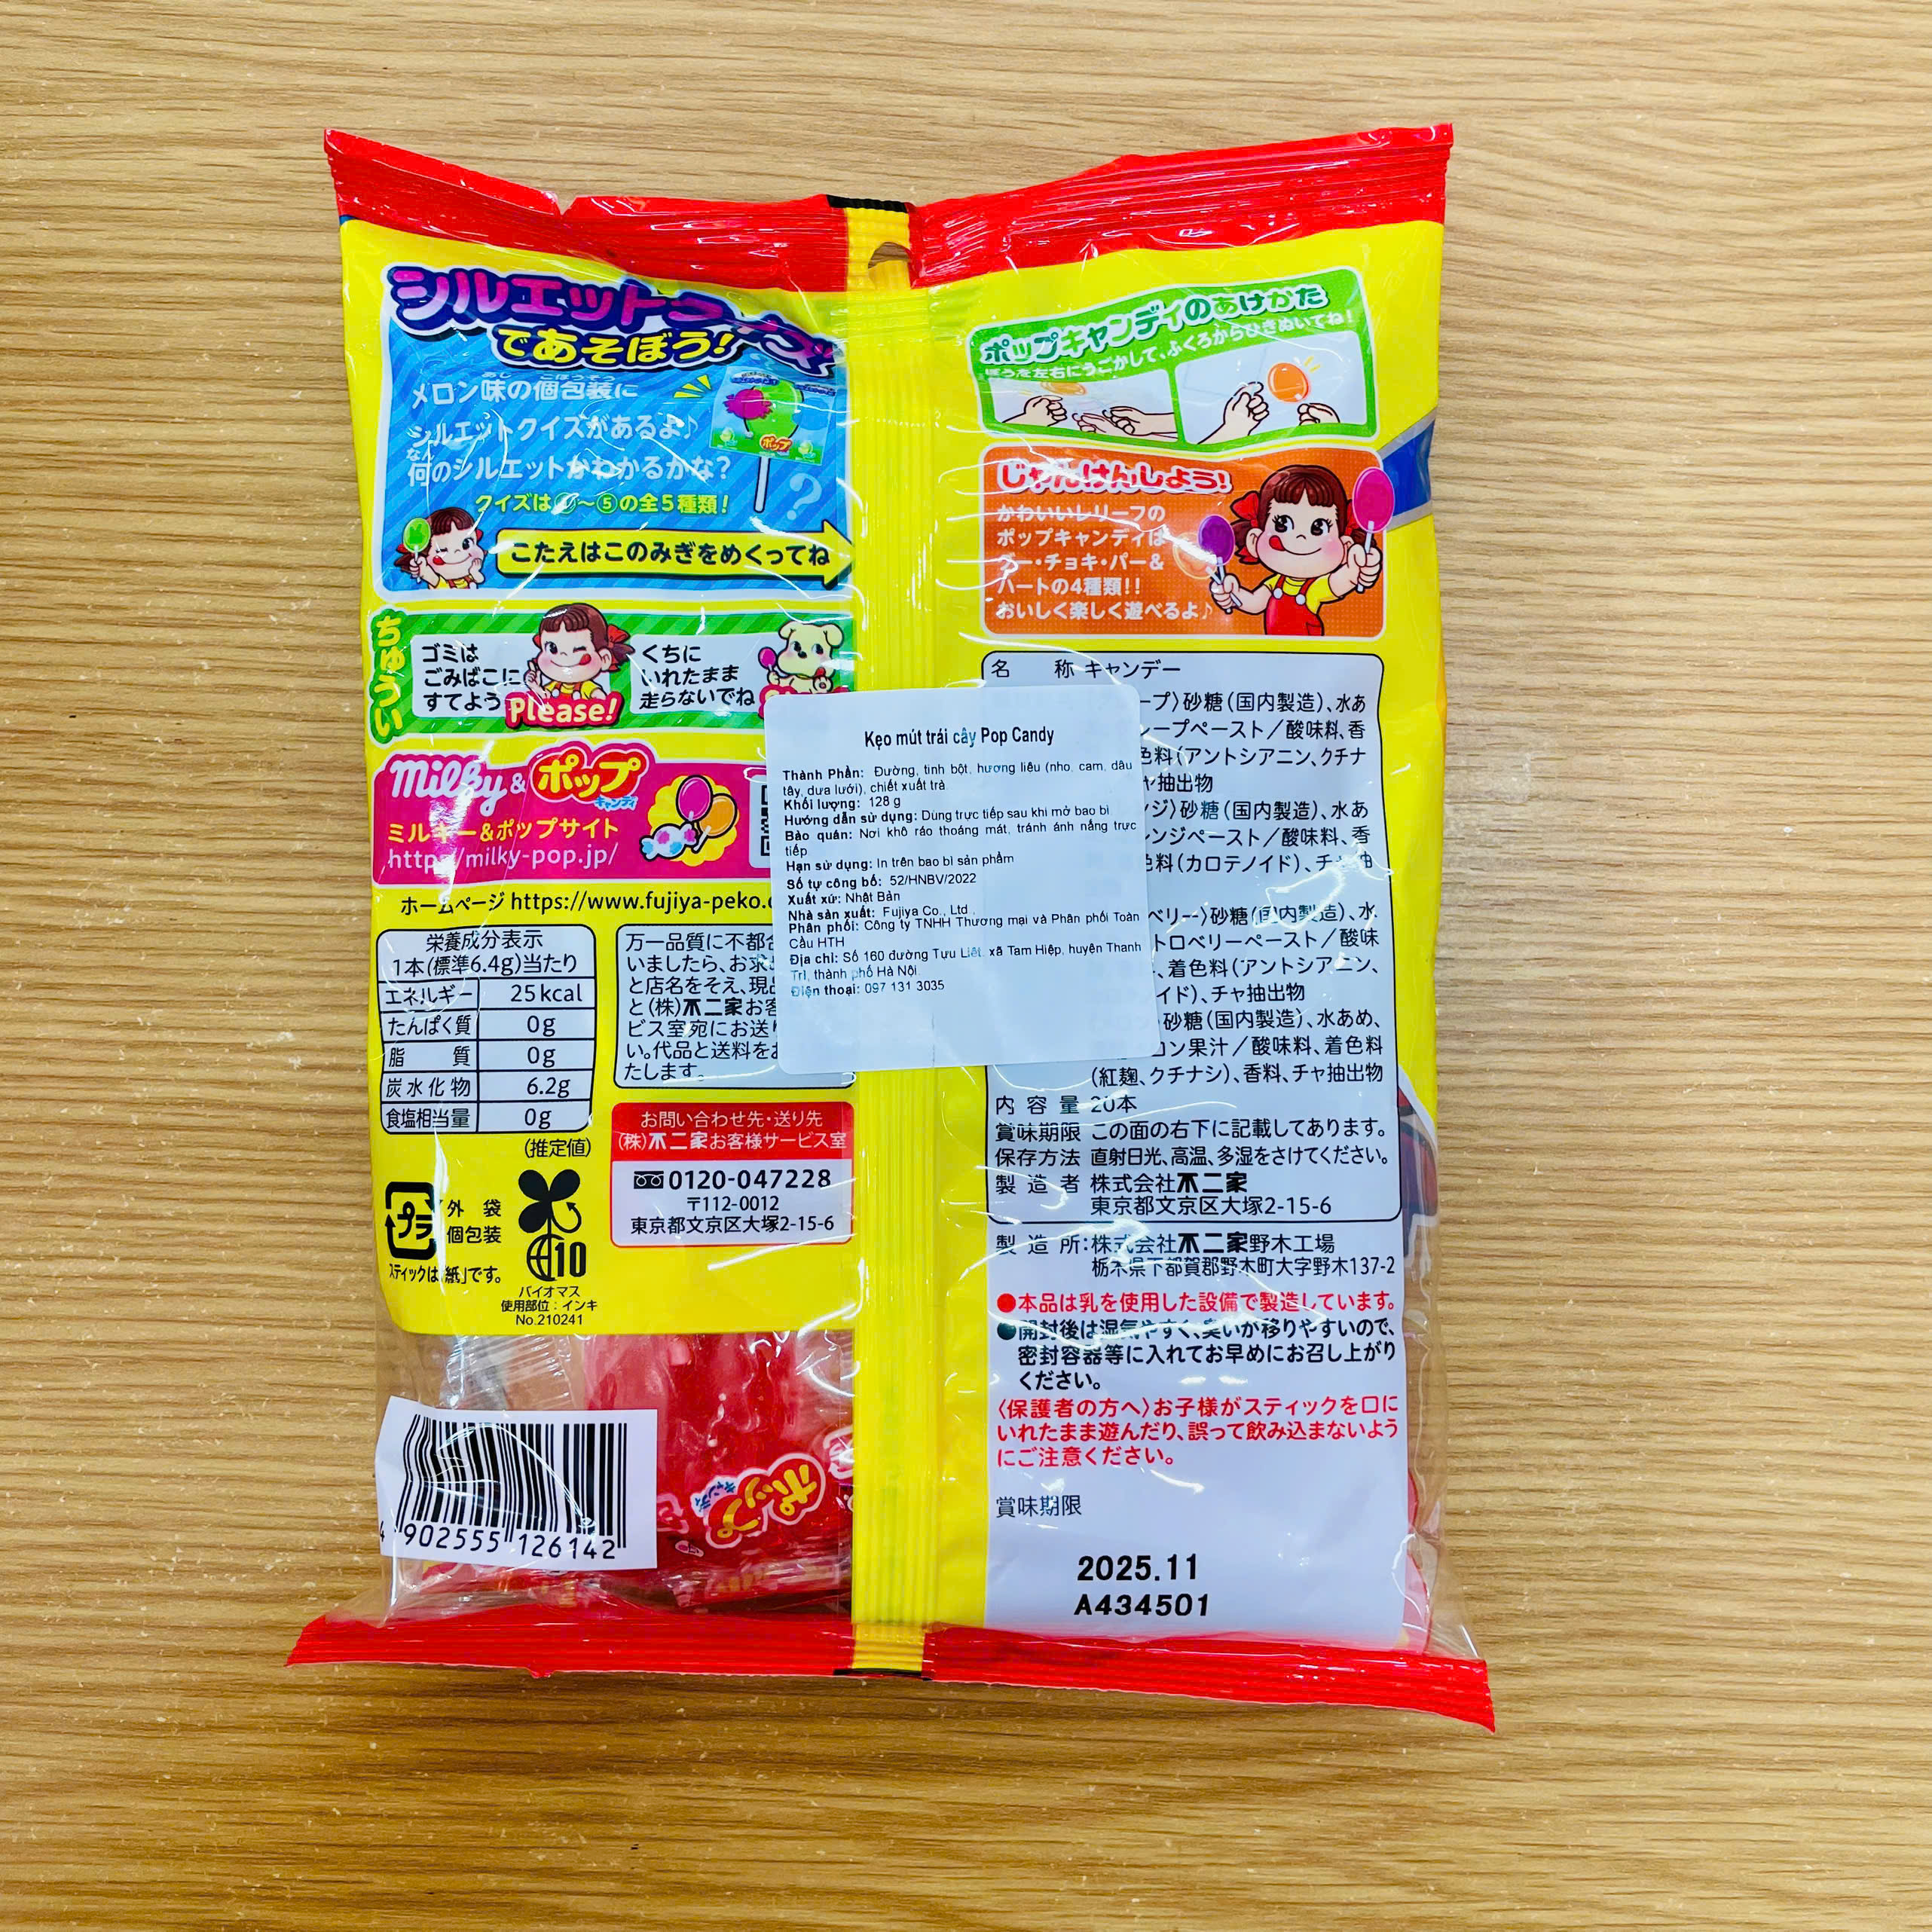 シルエットクイズ
であそぼう!
メロン味の個包装に
シルエットクイズがあるよ♪
何のシルエットかわかるかな?
クイズは①~⑤の全5種類!
こたえはこのみぎをめくってね
ちゅうい
ゴミは
ごみばこに
すてよう
Please!
くちに
いれたまま
走らないでね
Milky & ポップキャンディ
ミルキー&ポップサイト
http://milky-pop.jp/
ホームページ https://www.fujiya-peko.c
栄養成分表示
1本(標準6.4g)当たり
エネルギー 25kcal
たんぱく質 0g
脂 質 0g
炭水化物 6.2g
食塩相当量 0g
(推定値)
万一品質に不都合
いましたら、お求
と店名をそえ、現品
と(株)不二家お客
ビス室宛にお送り
い。代品と送料をお
たします。
お問い合わせ先・送り先
(株)不二家お客様サービス室
0120-047228
〒112-0012
東京都文京区大塚2-15-6
プラ
外 袋
個包装
スティックは「紙」です。
10
バイオマス
使用部位:インキ
No.210241
4 902555 126142
ポップ
キャンディ
ポップキャンディのあけかた
ぼうを左右にうごかして、ふくろからひきぬいてね!
じゃんけんしよう!
かわいいレリーフの
ポップキャンディは
グー・チョキ・パー&
ハートの4種類!!
おいしく楽しく遊べるよ♪
Kẹo mút trái cây Pop Candy
Thành Phần: Đường, tinh bột, hương liệu (nho, cam, dâu
tây, dưa lưới), chiết xuất trà
Khối lượng: 128 g
Hướng dẫn sử dụng: Dùng trực tiếp sau khi mở bao bì
Bảo quản: Nơi khô ráo thoáng mát, tránh ánh nắng trực
tiếp
Hạn sử dụng: In trên bao bì sản phẩm
Số tự công bố: 52/HNBV/2022
Xuất xứ: Nhật Bản
Nhà sản xuất: Fujiya Co., Ltd .
Phân phối: Công ty TNHH Thương mại và Phân phối Toàn
Cầu HTH
Địa chỉ: Số 160 đường Tựu Liệt, xã Tam Hiệp, huyện Thanh
Trì, thành phố Hà Nội
Điện thoại: 097 131 3035
名 称 キャンデー
ープ〉砂糖(国内製造)、水あ
レープペースト/酸味料、香
色料(アントシアニン、クチナ
ャ抽出物
ンジ〉砂糖(国内製造)、水あ
ンジペースト/酸味料、香
色料(カロテノイド)、チャ抽
ベリー〉砂糖(国内製造)、水
トロベリーペースト/酸味
、着色料(アントシアニン、
イド)、チャ抽出物
砂糖(国内製造)、水あめ、
ロン果汁/酸味料、着色料
(紅麹、クチナシ)、香料、チャ抽出物
内 容 量 20本
賞味期限 この面の右下に記載してあります。
保存方法 直射日光、高温、多湿をさけてください。
製 造 者 株式会社不二家
東京都文京区大塚2-15-6
製 造 所:株式会社不二家野木工場
栃木県下都賀郡野木町大字野木137-2
●本品は乳を使用した設備で製造しています。
●開封後は湿気やすく、臭いが移りやすいので、
密封容器等に入れてお早めにお召し上がり
ください。
〈保護者の方へ〉お子様がスティックを口に
いれたまま遊んだり、誤って飲み込まないよう
にご注意ください。
賞味期限
2025.11
A434501